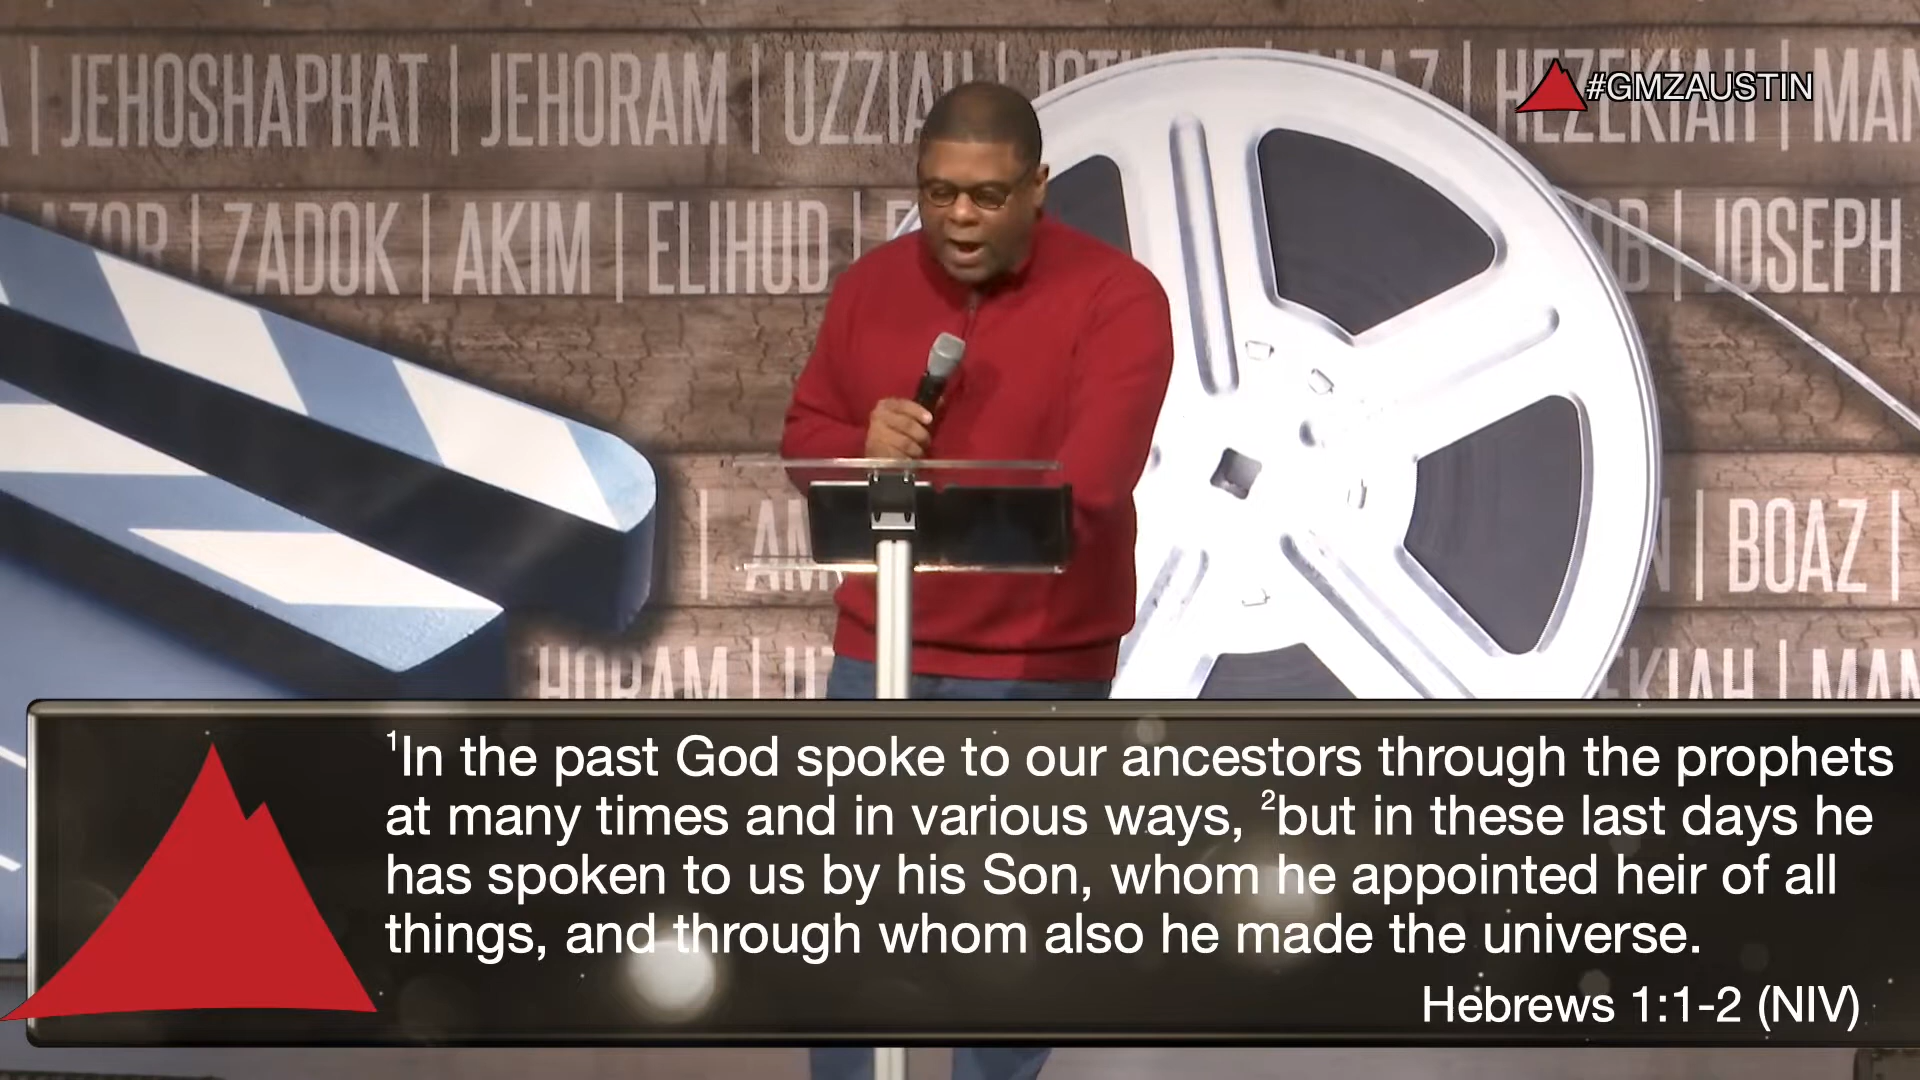 JEHOSHAPHAT | JEHORAM | UZZIAH | | HEZEKIAH |
#GMZAUSTIN
| ZADOK | AKIM | ELIHUD | | JOSEPH
| BOAZ |
¹In the past God spoke to our ancestors through the prophets
at many times and in various ways, ²but in these last days he
has spoken to us by his Son, whom he appointed heir of all
things, and through whom also he made the universe.
Hebrews 1:1-2 (NIV)